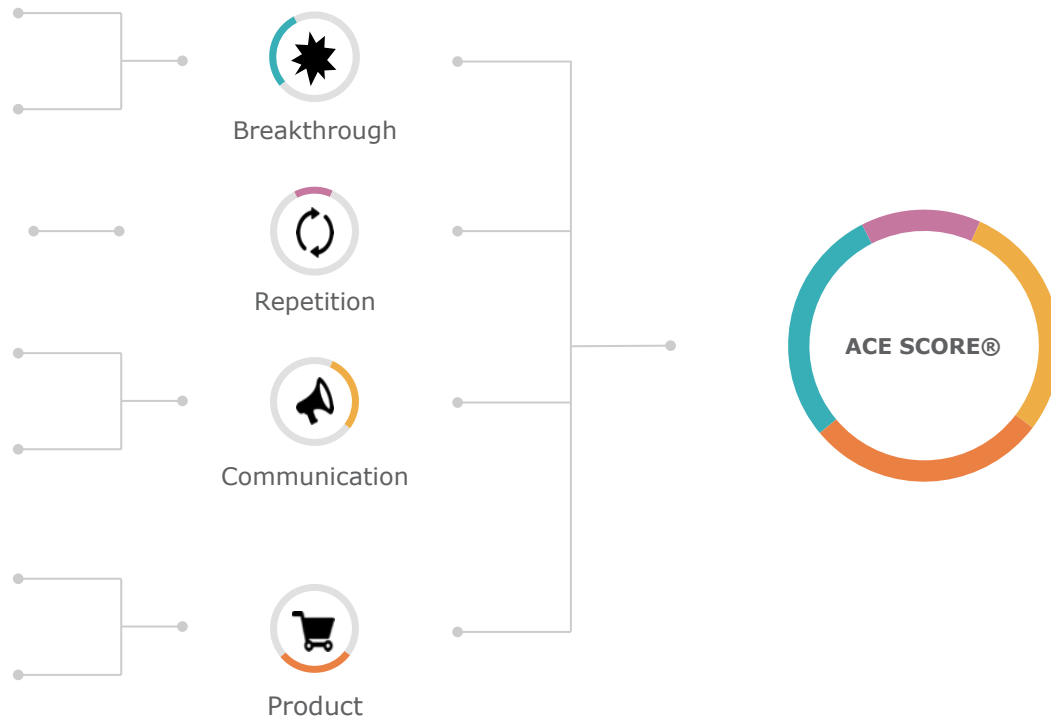 Breakthrough
Repetition
ACE SCORE®
Communication
Product